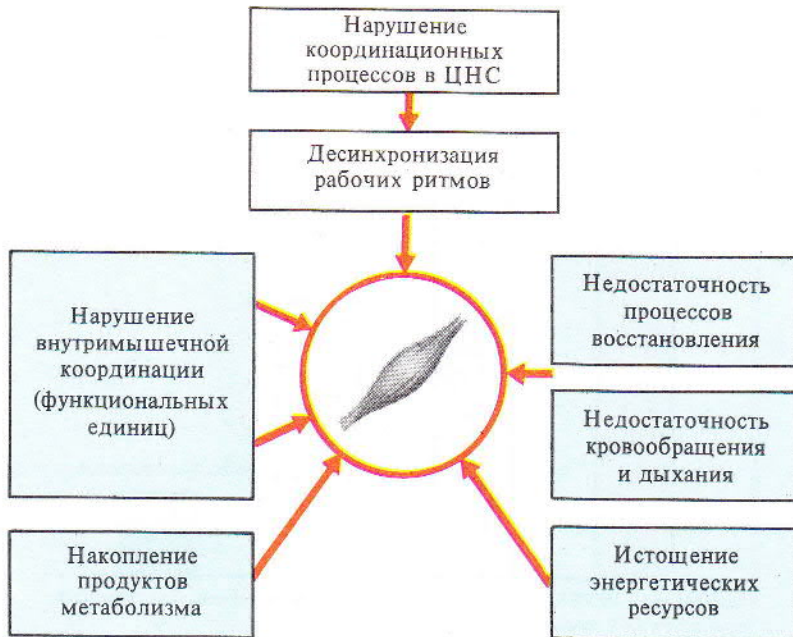 Нарушение
координационных
процессов в ЦНС
Десинхронизация
рабочих ритмов
Нарушение
внутримышечной
координации
(функциональных
единиц)
Недостаточность
процессов
восстановления
Недостаточность
кровообращения
и дыхания
Накопление
продуктов
метаболизма
Истощение
энергетических
ресурсов